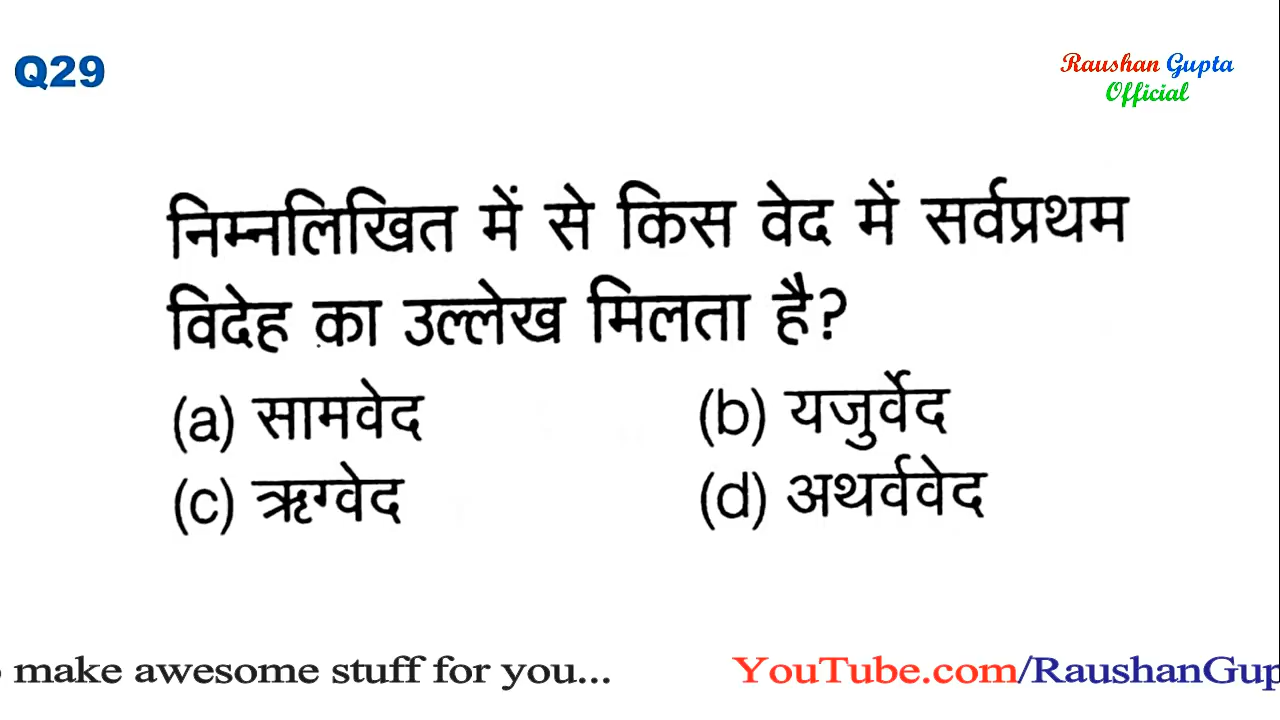 Q29
Raushan Gupta
Official
निम्नलिखित में से किस वेद में सर्वप्रथम
विदेह का उल्लेख मिलता है?
(a) सामवेद (b) यजुर्वेद
(c) ऋग्वेद (d) अथर्ववेद
make awesome stuff for you... YouTube.com/RaushanGup